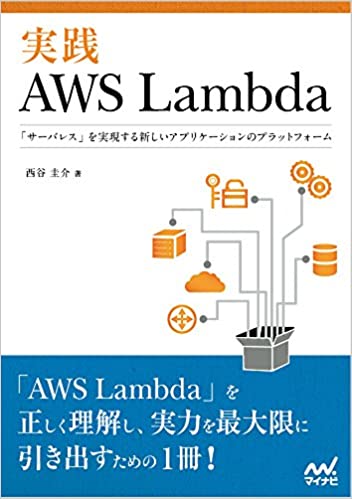 実践
AWS Lambda
「サーバレス」を実現する新しいアプリケーションのプラットフォーム
西谷 圭介 著
「AWS Lambda」を
正しく理解し、実力を最大限に
引き出すための1冊!
マイナビ